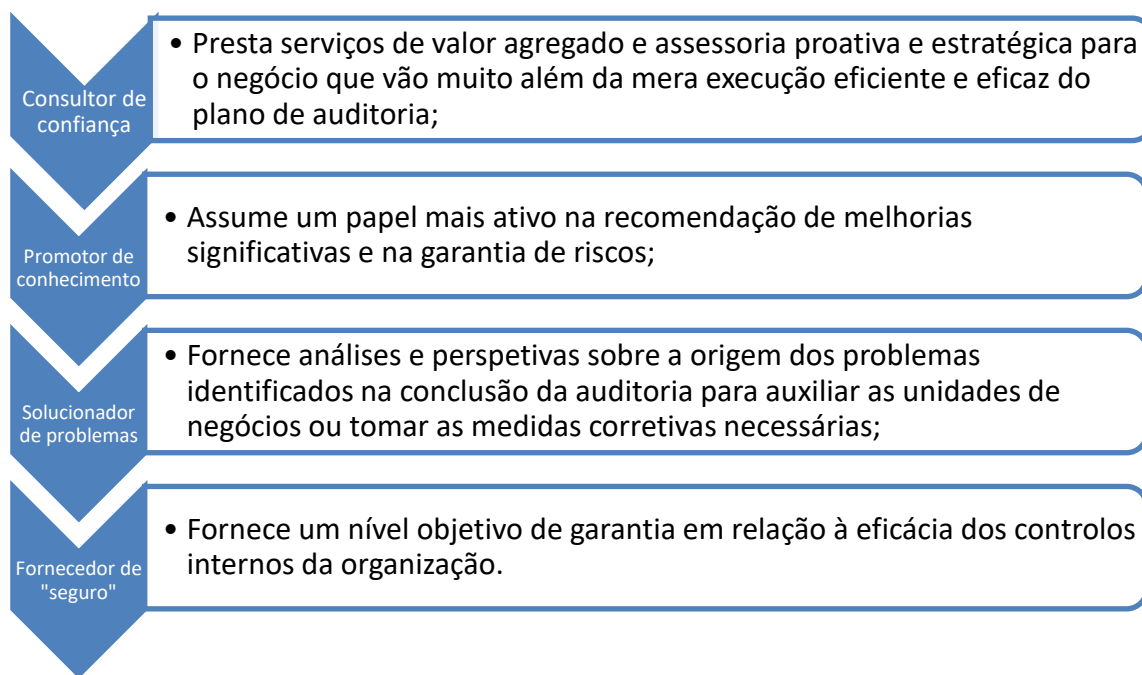 Consultor de
confiança
• Presta serviços de valor agregado e assessoria proativa e estratégica para
o negócio que vão muito além da mera execução eficiente e eficaz do
plano de auditoria;
Promotor de
conhecimento
• Assume um papel mais ativo na recomendação de melhorias
significativas e na garantia de riscos;
Solucionador
de problemas
• Fornece análises e perspetivas sobre a origem dos problemas
identificados na conclusão da auditoria para auxiliar as unidades de
negócios ou tomar as medidas corretivas necessárias;
Fornecedor de
"seguro"
• Fornece um nível objetivo de garantia em relação à eficácia dos controlos
internos da organização.